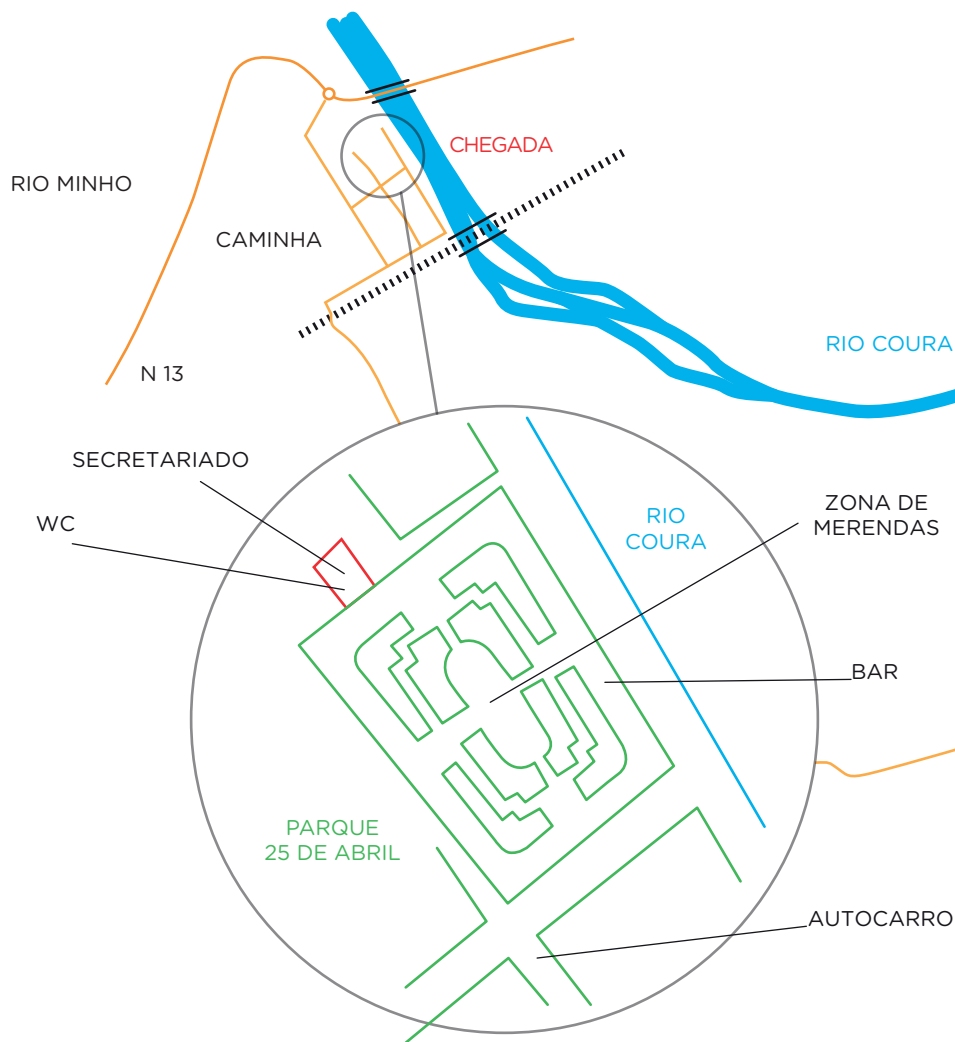 CHEGADA
RIO MINHO
CAMINHA
RIO COURA
N 13
SECRETARIADO
WC
ZONA DE
MERENDAS
RIO
COURA
BAR
PARQUE
25 DE ABRIL
AUTOCARRO